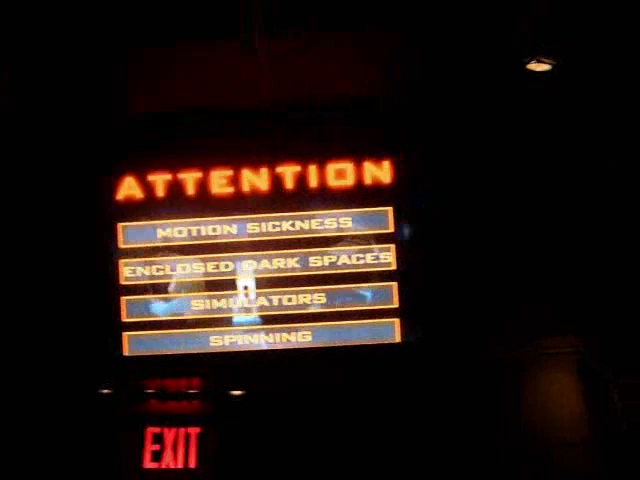 ATTENTION
MOTION SICKNESS
ENCLOSED DARK SPACES
SIMULATORS
SPINNING
EXIT